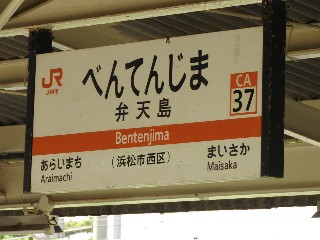 JR
JR東海
べんてんじま
弁天島
CA
37
Bentenjima
あらいまち
Araimachi
(浜松市西区)
まいさか
Maisaka